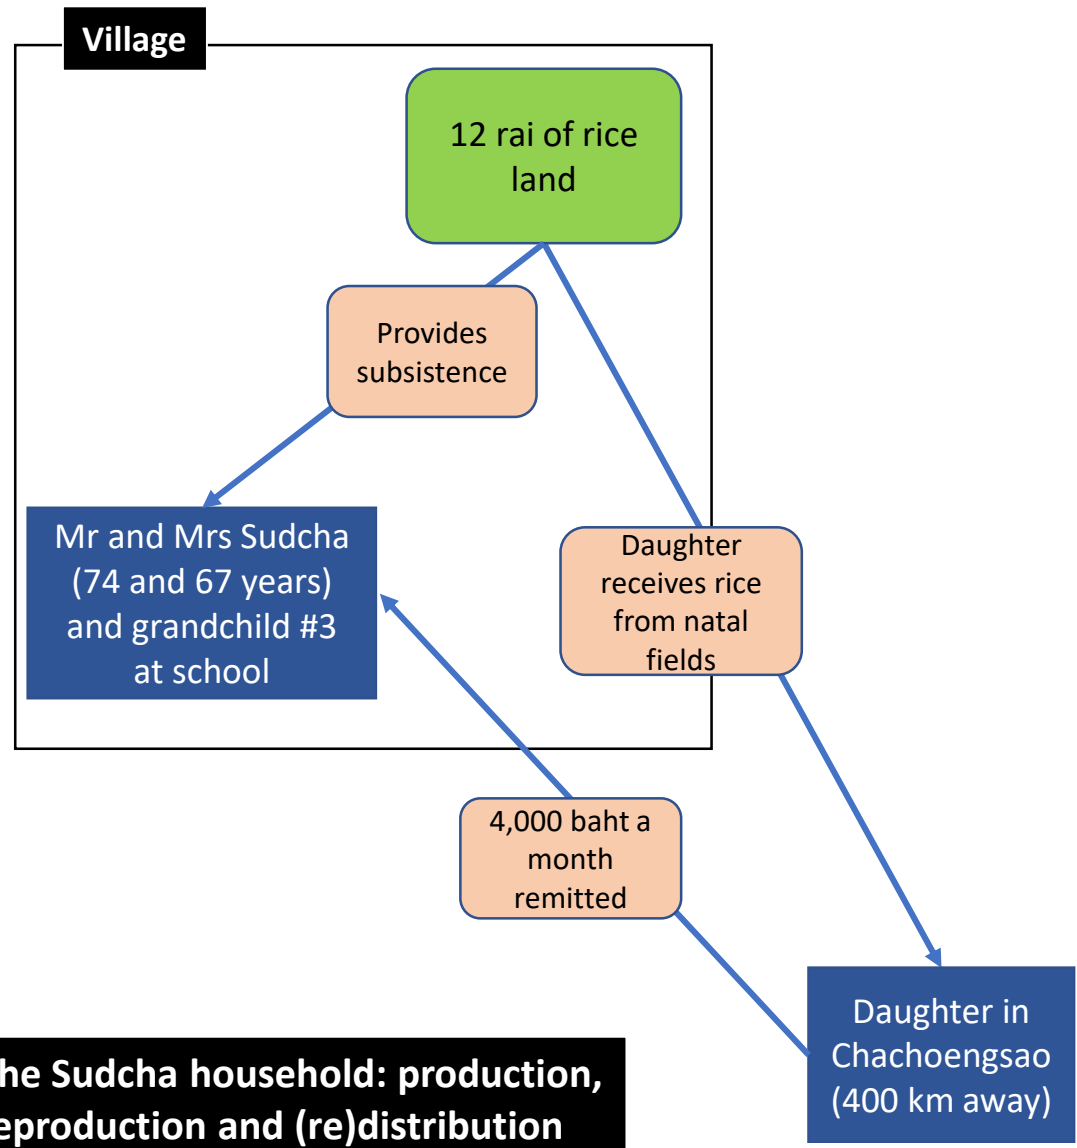 Village
12 rai of rice
land
Provides
subsistence
Mr and Mrs Sudcha
(74 and 67 years)
and grandchild #3
at school
Daughter
receives rice
from natal
fields
4,000 baht a
month
remitted
Daughter in
Chachoengsao
(400 km away)
he Sudcha household: production,
eproduction and (re)distribution